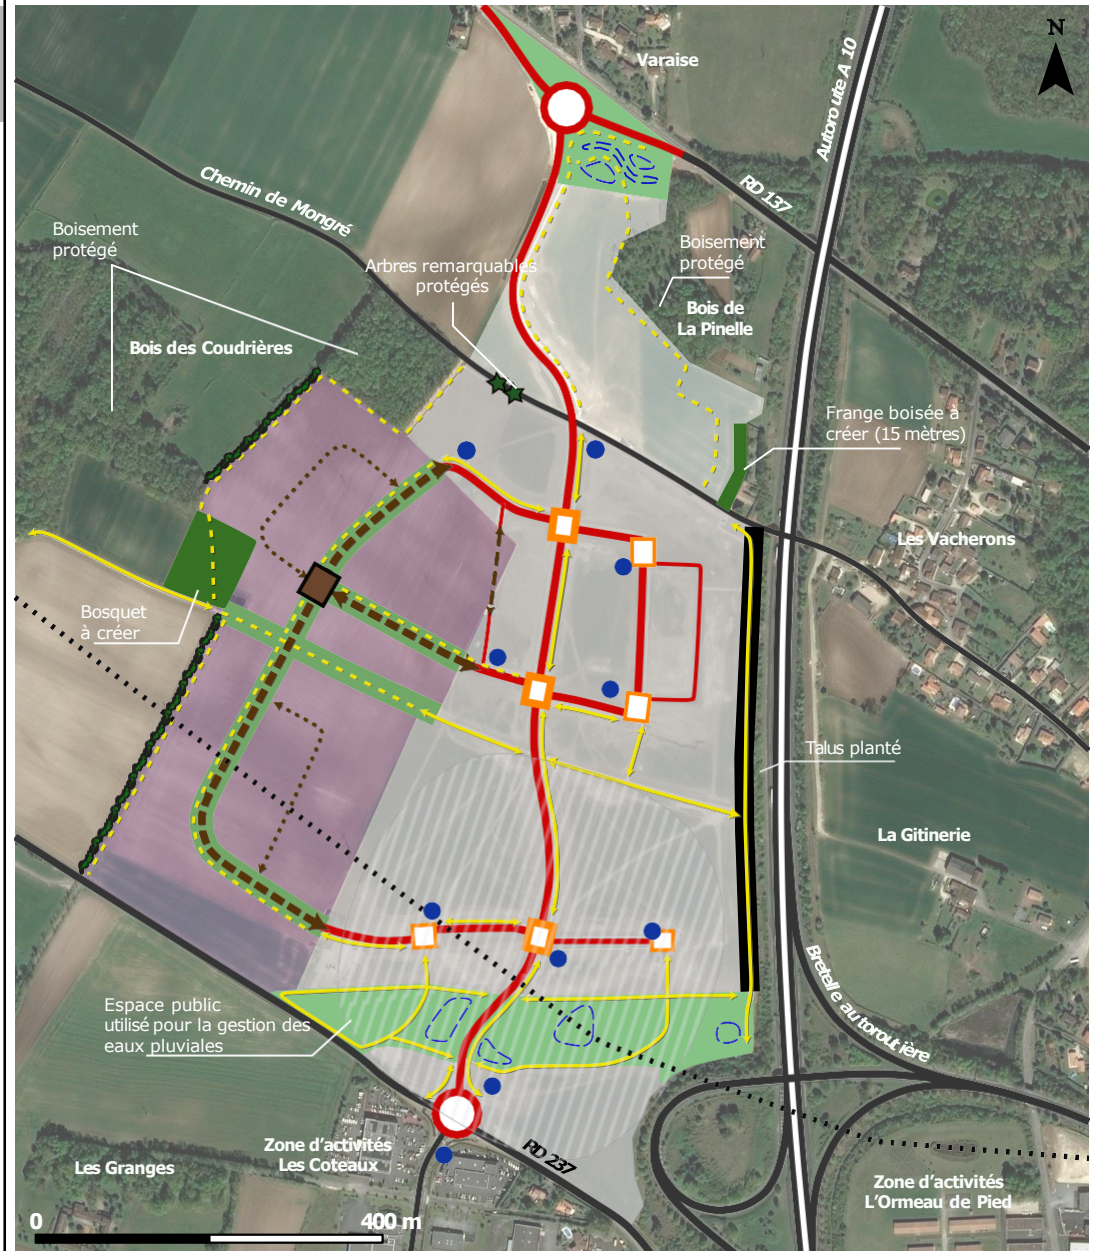 N
Varaise
Autoroute A 10
Chemin de Mongré
RD 137
Boisement
protégé
Boisement
protégé
Arbres remarquables
protégés
Bois de
La Pinelle
Bois des Coudrières
Frange boisée à
créer (15 mètres)
Les Vacherons
Bosquet
à créer
Talus planté
La Gitinerie
Espace public
utilisé pour la gestion des
eaux pluviales
Bretelle autoroutière
Zone d'activités
Les Coteaux
RD 237
Les Granges
Zone d'activités
L'Ormeau de Pied
0
400 m